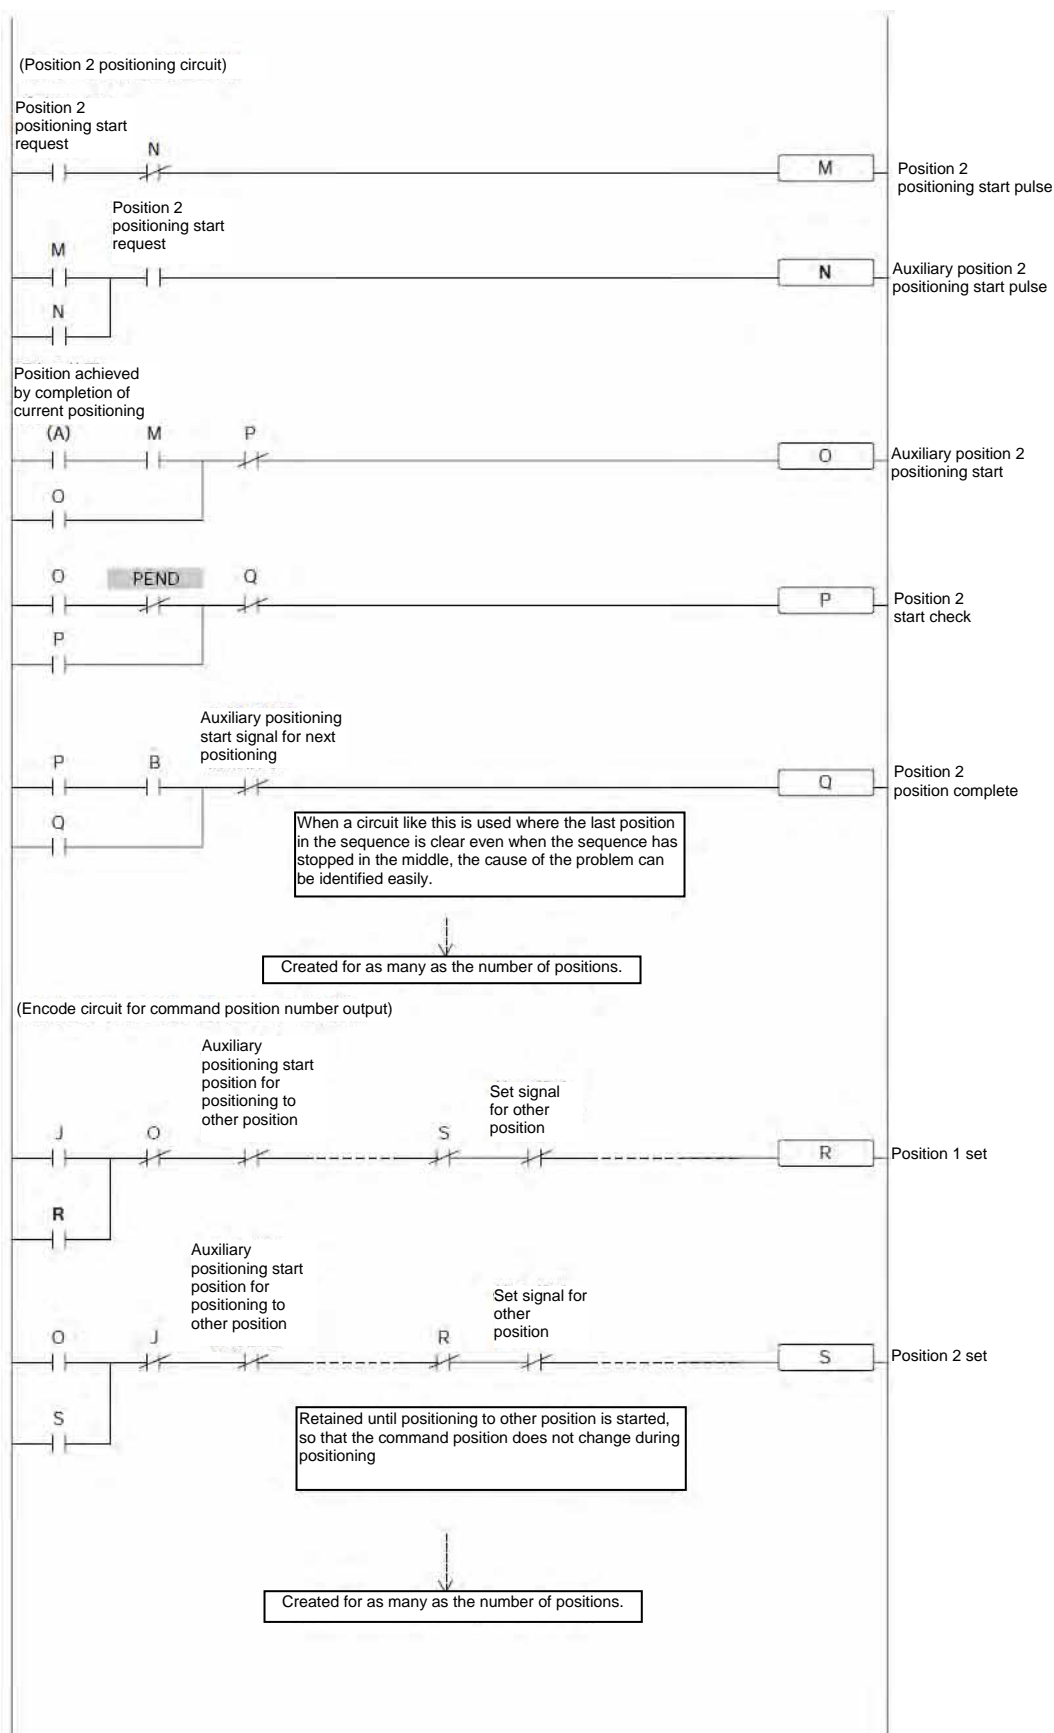 (Position 2 positioning circuit)
Position 2
positioning start
request
N
M
Position 2
positioning start pulse
Position 2
positioning start
request
M
N
Auxiliary position 2
positioning start pulse
N
Position achieved
by completion of
current positioning
(A)
M
P
O
Auxiliary position 2
positioning start
O
O
PEND
Q
P
Position 2
start check
P
Auxiliary positioning
start signal for next
positioning
P
B
Q
Position 2
position complete
Q
When a circuit like this is used where the last position
in the sequence is clear even when the sequence has
stopped in the middle, the cause of the problem can
be identified easily.
Created for as many as the number of positions.
(Encode circuit for command position number output)
Auxiliary
positioning start
position for
positioning to
other position
Set signal
for other
position
J
O
S
R
Position 1 set
R
Auxiliary
positioning start
position for
positioning to
other position
Set signal for
other
position
O
J
R
S
Position 2 set
S
Retained until positioning to other position is started,
so that the command position does not change during
positioning
Created for as many as the number of positions.